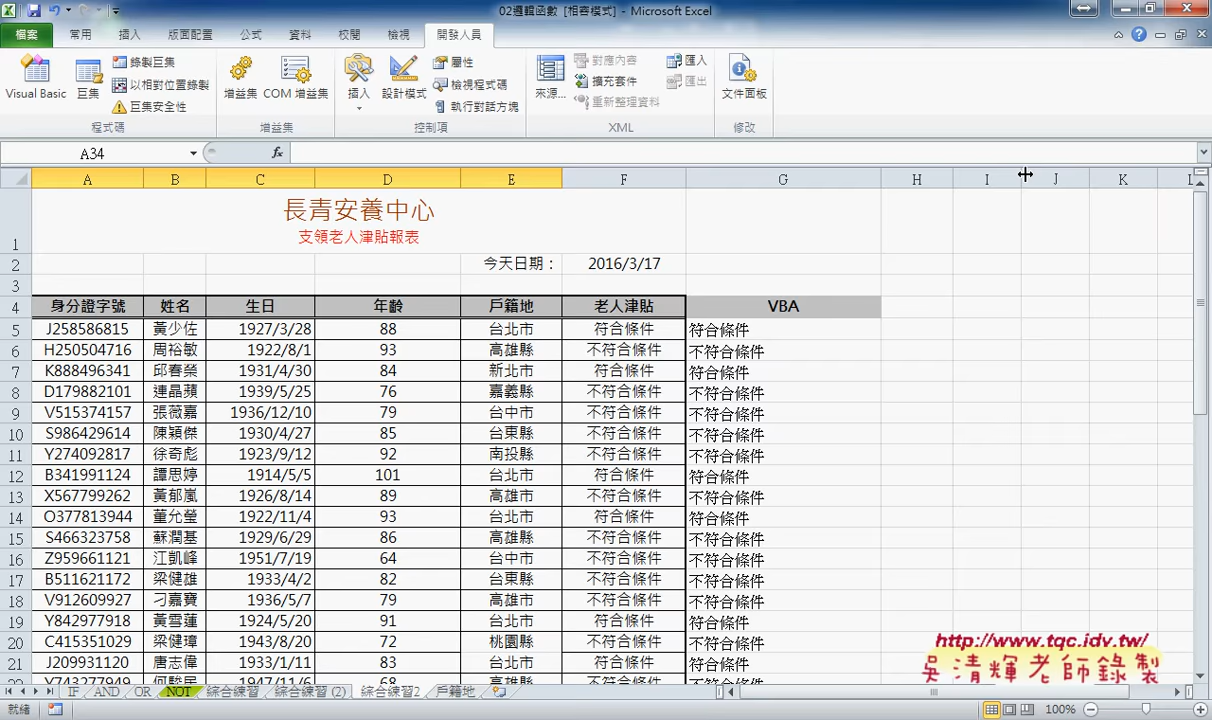 02邏輯函數 [相容模式] - Microsoft Excel
檔案 常用 插入 版面配置 公式 資料 校閱 檢視 開發人員
Visual Basic 巨集 錄製巨集 以相對位置錄製 巨集安全性 增益集 COM 增益集 插入 設計模式 屬性 檢視程式碼 執行對話方塊 來源... 對應內容 擴充套件 重新整理資料 匯入 匯出 文件面板
程式碼 增益集 控制項 XML 修改
A34 fx
A B C D E F G H I J K L
1 長青安養中心
支領老人津貼報表
2 今天日期： 2016/3/17
3
4 身分證字號 姓名 生日 年齡 戶籍地 老人津貼 VBA
5 J258586815 黃少佐 1927/3/28 88 台北市 符合條件 符合條件
6 H250504716 周裕敏 1922/8/1 93 高雄縣 不符合條件 不符合條件
7 K888496341 邱春榮 1931/4/30 84 新北市 符合條件 符合條件
8 D179882101 連晶蘋 1939/5/25 76 嘉義縣 不符合條件 不符合條件
9 V515374157 張薇嘉 1936/12/10 79 台中市 不符合條件 不符合條件
10 S986429614 陳穎傑 1930/4/27 85 台東縣 不符合條件 不符合條件
11 Y274092817 徐奇彪 1923/9/12 92 南投縣 不符合條件 不符合條件
12 B341991124 譚思婷 1914/5/5 101 台北市 符合條件 符合條件
13 X567799262 黃郁嵐 1926/8/14 89 高雄市 不符合條件 不符合條件
14 O377813944 董允瑩 1922/11/4 93 台北市 符合條件 符合條件
15 S466323758 蘇潤基 1929/6/29 86 高雄市 不符合條件 不符合條件
16 Z959661121 江凱峰 1951/7/19 64 台中市 不符合條件 不符合條件
17 B511621172 梁健雄 1933/4/2 82 台東縣 不符合條件 不符合條件
18 V912609927 刁嘉寶 1936/5/7 79 高雄市 不符合條件 不符合條件
19 Y842977918 黃雪蓮 1924/5/20 91 台北市 符合條件 符合條件
20 C415351029 梁健璋 1943/8/20 72 桃園縣 不符合條件 不符合條件
21 J209931120 唐志偉 1933/1/11 83 台北市 符合條件 符合條件
http://www.tqc.idv.tw/
吳清輝老師錄製
IF AND OR NOT 綜合練習 綜合練習 (2) 綜合練習2 戶籍地
就緒 100%